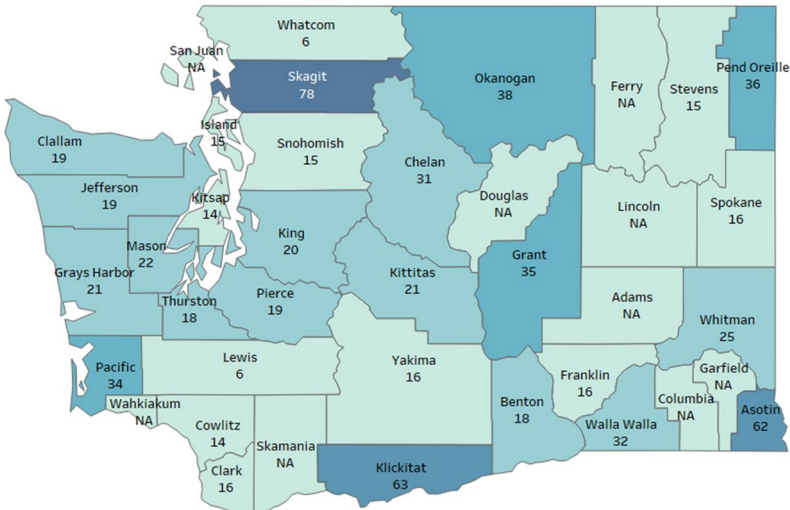 Whatcom
6
San Juan
NA
Skagit
78
Okanogan
38
Ferry
NA
Stevens
15
Pend Oreille
36
Island
15
Snohomish
15
Clallam
19
Chelan
31
Jefferson
19
Kitsap
14
Douglas
NA
Lincoln
NA
Spokane
16
King
20
Mason
22
Grays Harbor
21
Kittitas
21
Grant
35
Thurston
18
Pierce
19
Adams
NA
Whitman
25
Pacific
34
Lewis
6
Yakima
16
Franklin
16
Garfield
NA
Wahkiakum
NA
Cowlitz
14
Benton
18
Walla Walla
32
Columbia
NA
Asotin
62
Skamania
NA
Clark
16
Klickitat
63